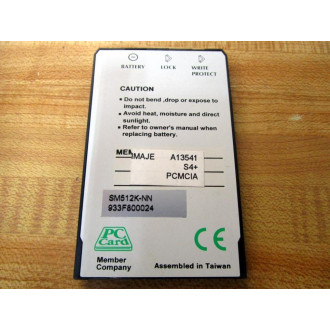 BATTERY LOCK WRITE
PROTECT
CAUTION
● Do not bend ,drop or expose to
impact.
● Avoid heat, moisture and direct
sunlight.
● Refer to owner's manual when
replacing battery.
IMAJE A13541
S4+
PCMCIA
SM512K-NN
933F800024
PC
Card
Member
Company
CE
Assembled in Taiwan